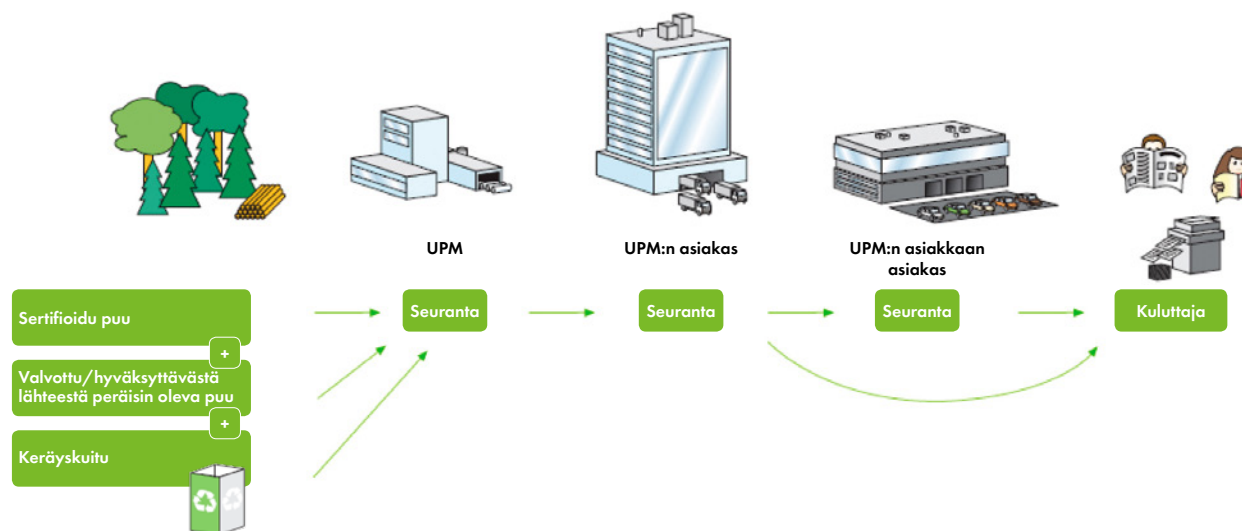 UPM
UPM:n asiakas
UPM:n asiakkaan
asiakas
Sertifioidu puu
+
Valvottu/hyväksyttävästä
lähteestä peräisin oleva puu
+
Keräyskuitu
Seuranta
Seuranta
Seuranta
Kuluttaja